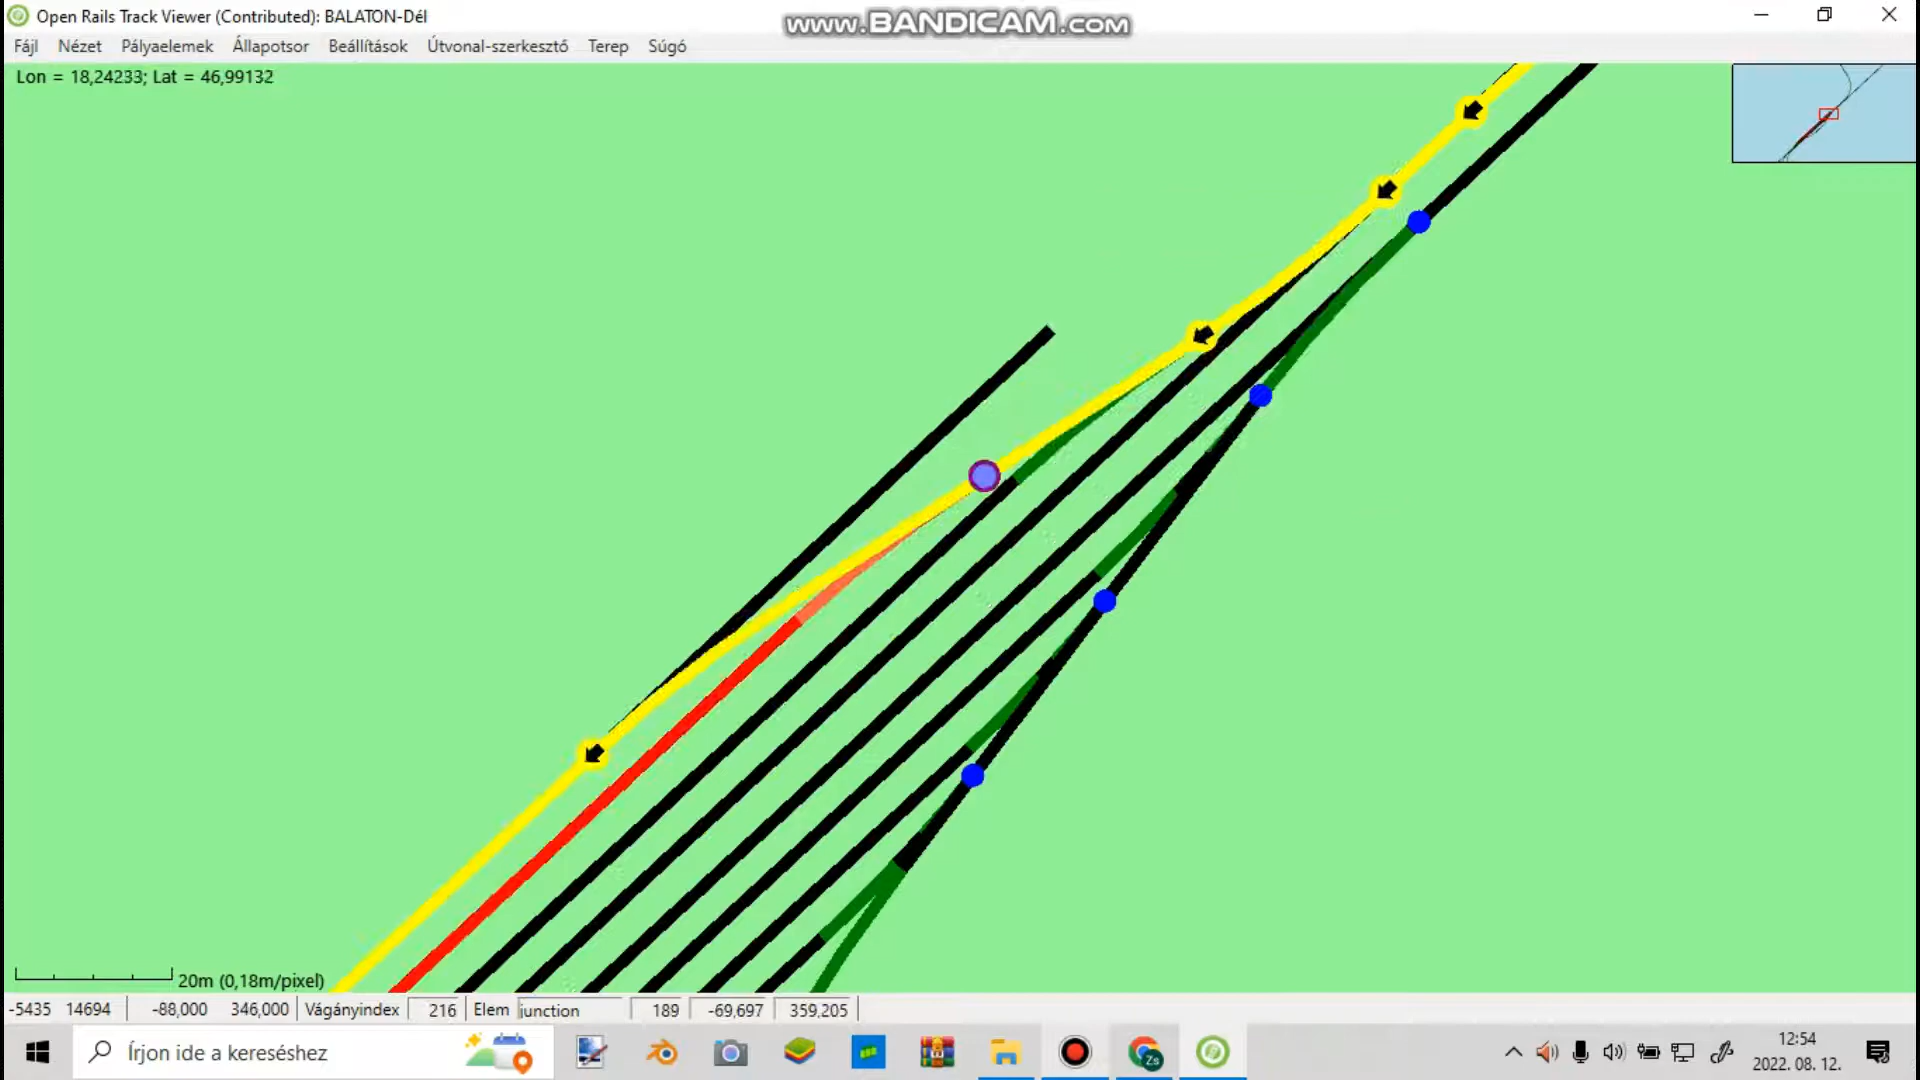 Open Rails Track Viewer (Contributed): BALATON-Dél
www.BANDICAM.com
Fájl Nézet Pályaelemek Állapotsor Beállítások Útvonal-szerkesztő Terep Súgó
Lon = 18,24233; Lat = 46,99132
20m (0,18m/pixel)
-5435 14694 -88,000 346,000 Vágányindex 216 Elem junction 189 -69,697 359,205
Írjon ide a kereséshez
Zs
12:54
2022. 08. 12.